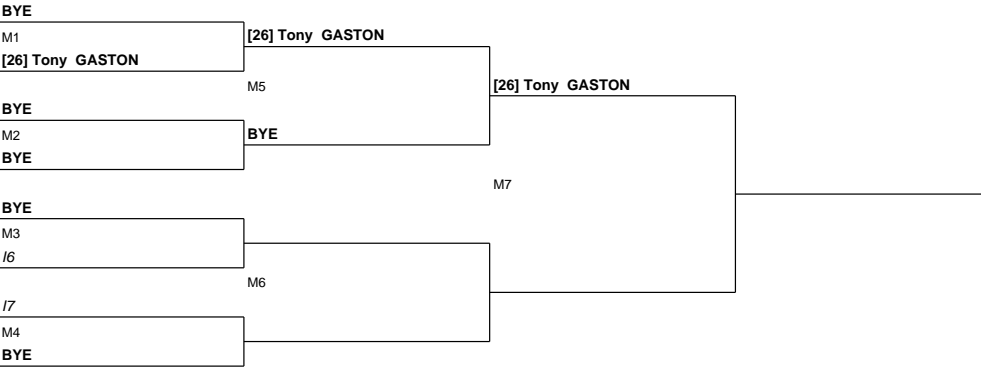 BYE
M1
[26] Tony GASTON
[26] Tony GASTON
M5
[26] Tony GASTON
BYE
M2
BYE
BYE
M7
BYE
M3
I6
M6
I7
M4
BYE